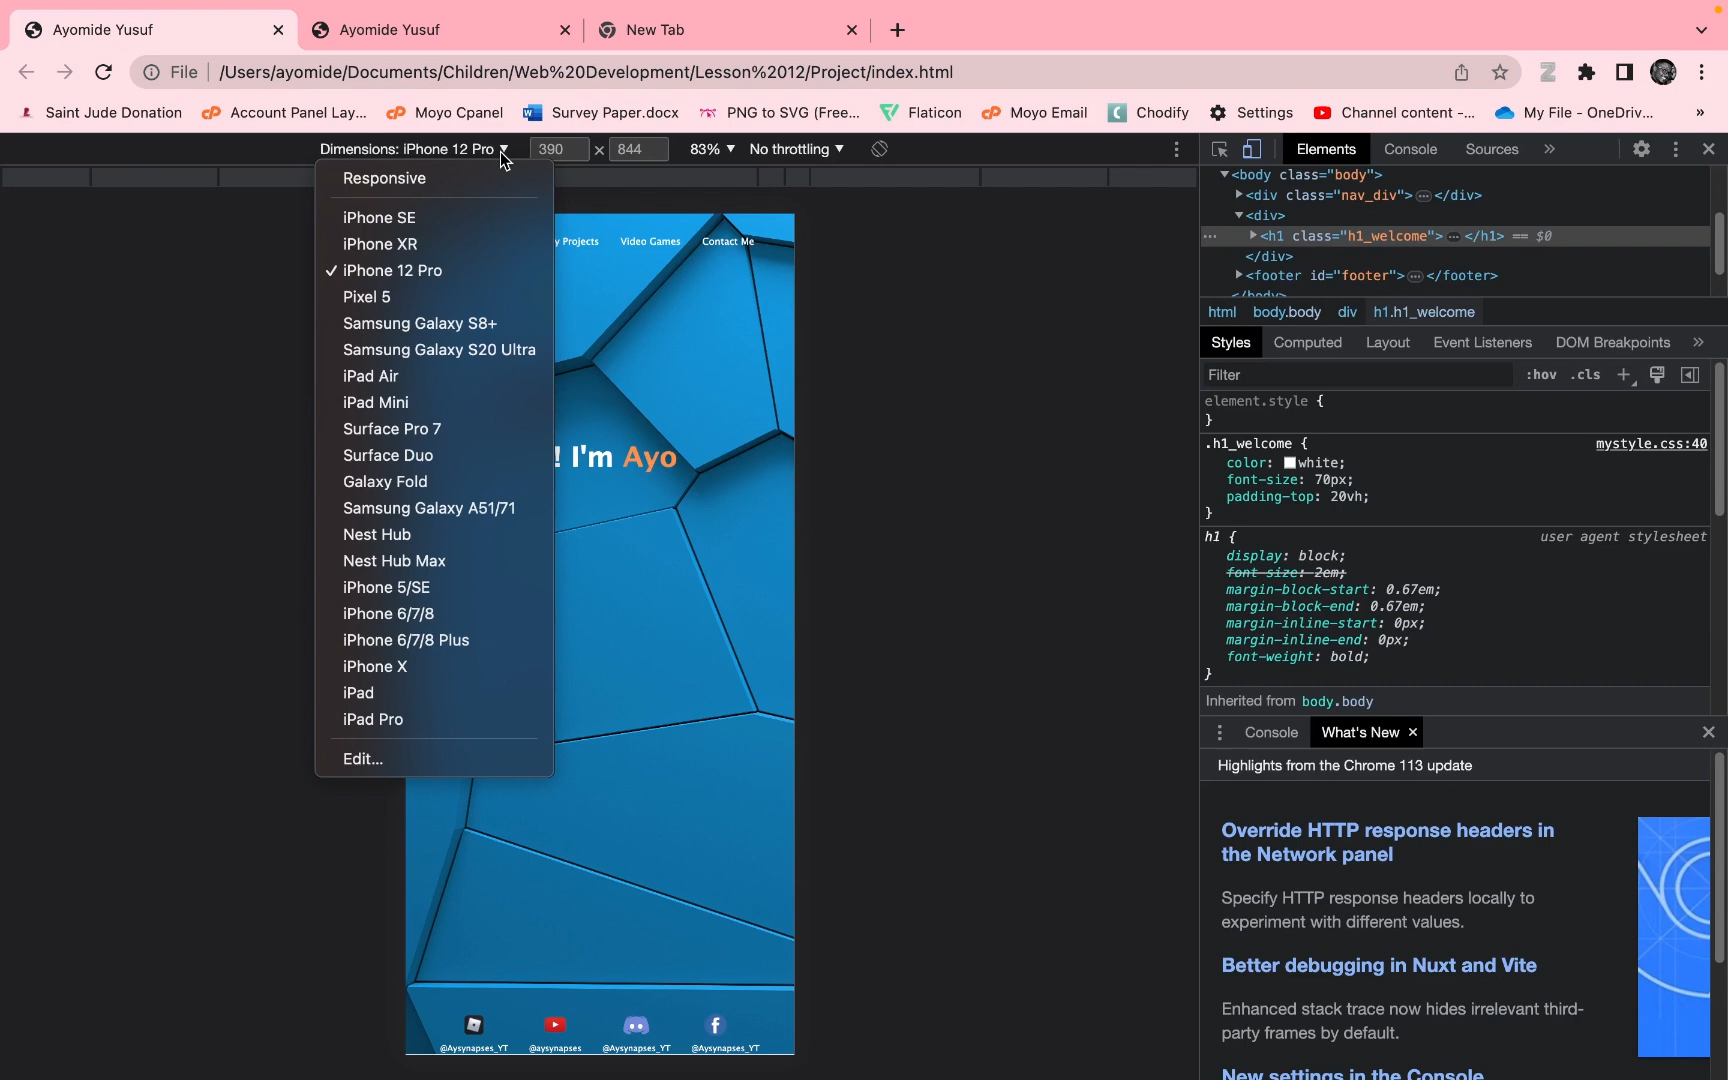 Ayomide Yusuf
Ayomide Yusuf
New Tab
File
/Users/ayomide/Documents/Children/Web%20Development/Lesson%2012/Project/index.html
Saint Jude Donation
Account Panel Lay...
Moyo Cpanel
Survey Paper.docx
PNG to SVG (Free...
Flaticon
Moyo Email
Chodify
Settings
Channel content -...
My File - OneDriv...
»
Dimensions: iPhone 12 Pro
390
×
844
83%
No throttling
Responsive
iPhone SE
iPhone XR
✓ iPhone 12 Pro
Pixel 5
Samsung Galaxy S8+
Samsung Galaxy S20 Ultra
iPad Air
iPad Mini
Surface Pro 7
Surface Duo
Galaxy Fold
Samsung Galaxy A51/71
Nest Hub
Nest Hub Max
iPhone 5/SE
iPhone 6/7/8
iPhone 6/7/8 Plus
iPhone X
iPad
iPad Pro
Edit...
y Projects
Video Games
Contact Me
! I'm Ayo
@Aysynapses_YT
@aysynapses
@Aysynapses_YT
@Aysynapses_YT
Elements
Console
Sources
»
<body class="body">
<div class="nav_div">…</div>
<div>
<h1 class="h1_welcome">…</h1> == $0
</div>
<footer id="footer">…</footer>
</body>
html
body.body
div
h1.h1_welcome
Styles
Computed
Layout
Event Listeners
DOM Breakpoints
»
Filter
:hov
.cls
element.style {
}
.h1_welcome {
mystyle.css:40
color: white;
font-size: 70px;
padding-top: 20vh;
}
h1 {
user agent stylesheet
display: block;
font-size: 2em;
margin-block-start: 0.67em;
margin-block-end: 0.67em;
margin-inline-start: 0px;
margin-inline-end: 0px;
font-weight: bold;
}
Inherited from body.body
Console
What's New
Highlights from the Chrome 113 update
Override HTTP response headers in
the Network panel
Specify HTTP response headers locally to
experiment with different values.
Better debugging in Nuxt and Vite
Enhanced stack trace now hides irrelevant third-
party frames by default.
New settings in the Console